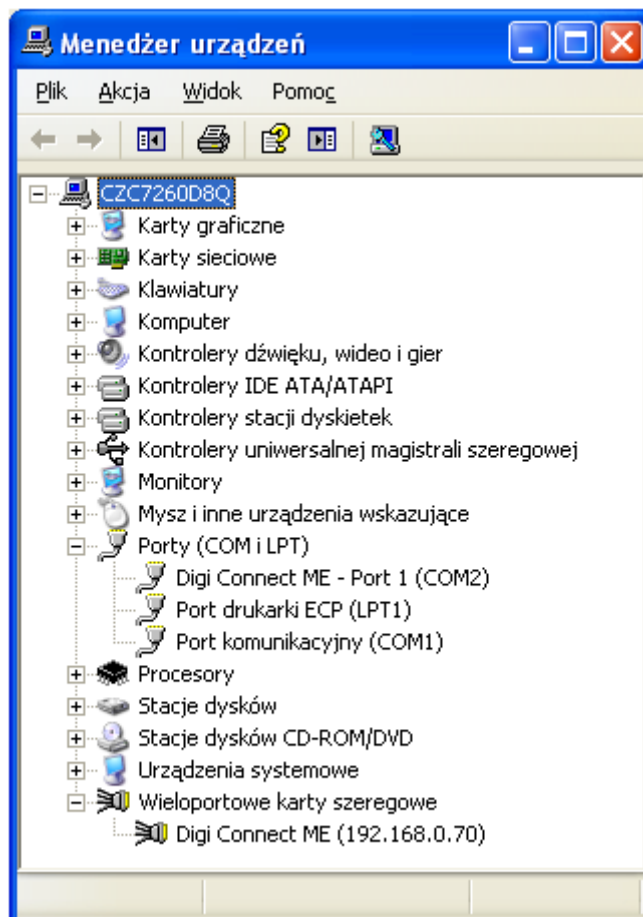 Menedżer urządzeń
Plik Akcja Widok Pomoc
CZC7260D8Q
Karty graficzne
Karty sieciowe
Klawiatury
Komputer
Kontrolery dźwięku, wideo i gier
Kontrolery IDE ATA/ATAPI
Kontrolery stacji dyskietek
Kontrolery uniwersalnej magistrali szeregowej
Monitory
Mysz i inne urządzenia wskazujące
Porty (COM i LPT)
Digi Connect ME - Port 1 (COM2)
Port drukarki ECP (LPT1)
Port komunikacyjny (COM1)
Procesory
Stacje dysków
Stacje dysków CD-ROM/DVD
Urządzenia systemowe
Wieloportowe karty szeregowe
Digi Connect ME (192.168.0.70)